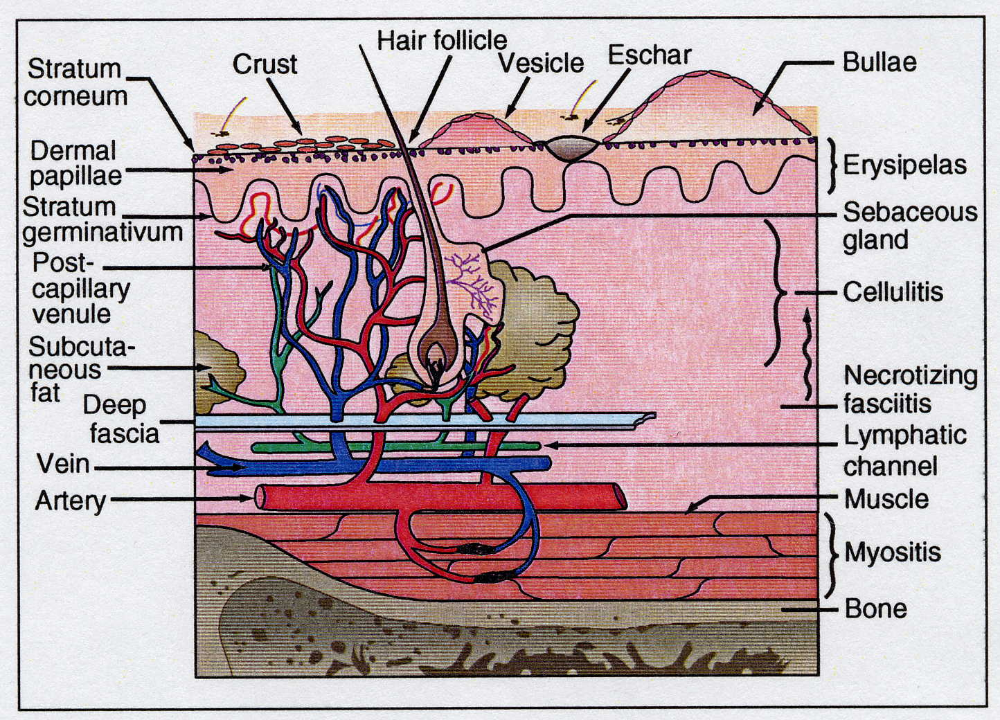 Hair follicle
Stratum
corneum
Crust
Vesicle
Eschar
Bullae
Dermal
papillae
Stratum
germinativum
Post-
capillary
venule
Subcuta-
neous
fat
Deep
fascia
Vein
Artery
Erysipelas
Sebaceous
gland
Cellulitis
Necrotizing
fasciitis
Lymphatic
channel
Muscle
Myositis
Bone